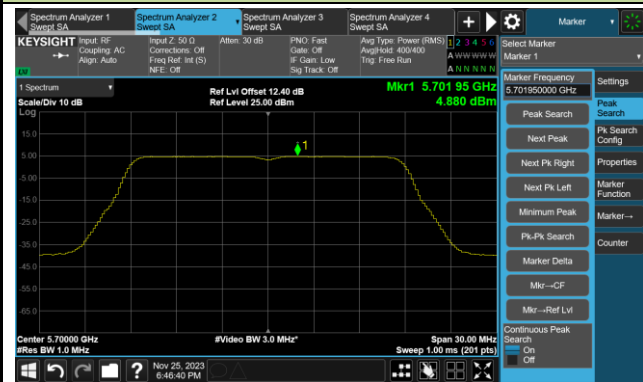 Spectrum Analyzer 1
Swept SA
Spectrum Analyzer 2
Swept SA
Spectrum Analyzer 3
Swept SA
Spectrum Analyzer 4
Swept SA
Marker
KEYSIGHT
Input: RF
Coupling: AC
Align: Auto
Input Z: 50 Ω
Corrections: Off
Freq Ref: Int (S)
NFE: Off
Atten: 30 dB
PNO: Fast
Gate: Off
IF Gain: Low
Sig Track: Off
Avg Type: Power (RMS)
Avg|Hold: 400/400
Trig: Free Run
1 2 3 4 5 6
A W W W W W
A N N N N N
LXI
Select Marker
Marker 1
1 Spectrum
Scale/Div 10 dB
Log
Ref Lvl Offset 12.40 dB
Ref Level 25.00 dBm
Mkr1 5.701 95 GHz
4.880 dBm
15.0
5.00
-5.00
-15.0
-25.0
-35.0
-45.0
-55.0
-65.0
1
Center 5.70000 GHz
#Res BW 1.0 MHz
#Video BW 3.0 MHz*
Span 30.00 MHz
Sweep 1.00 ms (201 pts)
Marker Frequency
5.701950000 GHz
Peak Search
Next Peak
Next Pk Right
Next Pk Left
Minimum Peak
Pk-Pk Search
Marker Delta
Mkr→CF
Mkr→Ref Lvl
Continuous Peak
Search
On
Off
Settings
Peak
Search
Pk Search
Config
Properties
Marker
Function
Marker→
Counter
?
Nov 25, 2023
6:46:40 PM